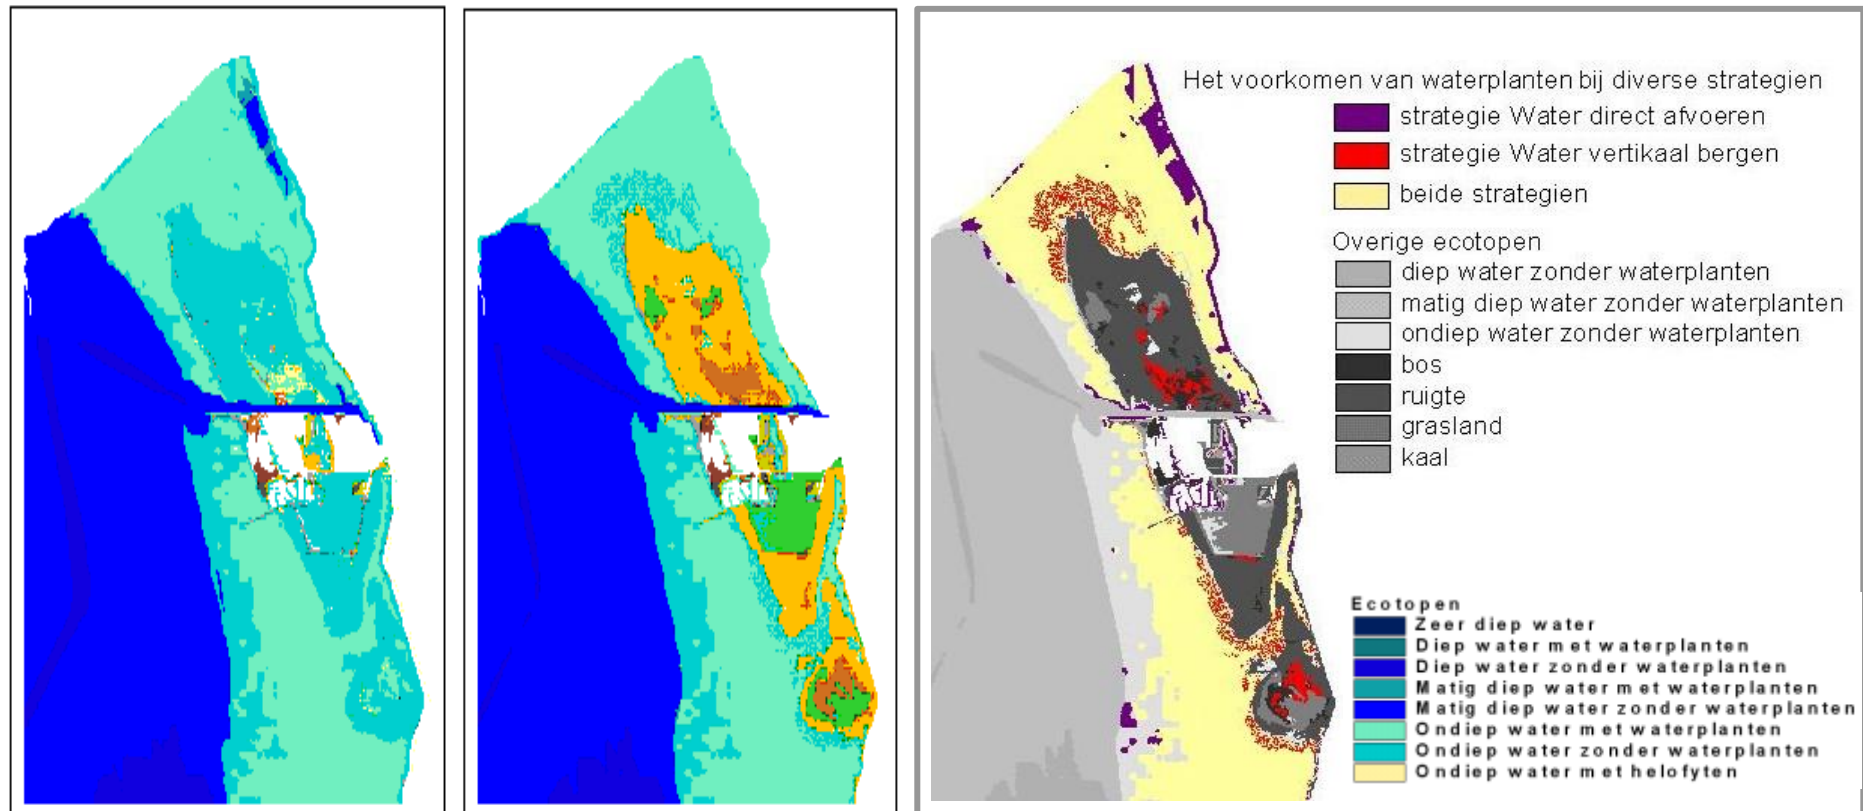 Het voorkomen van waterplanten bij diverse strategien
strategie Water direct afvoeren
strategie Water vertikaal bergen
beide strategien
Overige ecotopen
diep water zonder waterplanten
matig diep water zonder waterplanten
ondiep water zonder waterplanten
bos
ruigte
grasland
kaal
Ecotopen
Zeer diep water
Diep water met waterplanten
Diep water zonder waterplanten
Matig diep water met waterplanten
Matig diep water zonder waterplanten
Ondiep water met waterplanten
Ondiep water zonder waterplanten
Ondiep water met helofyten